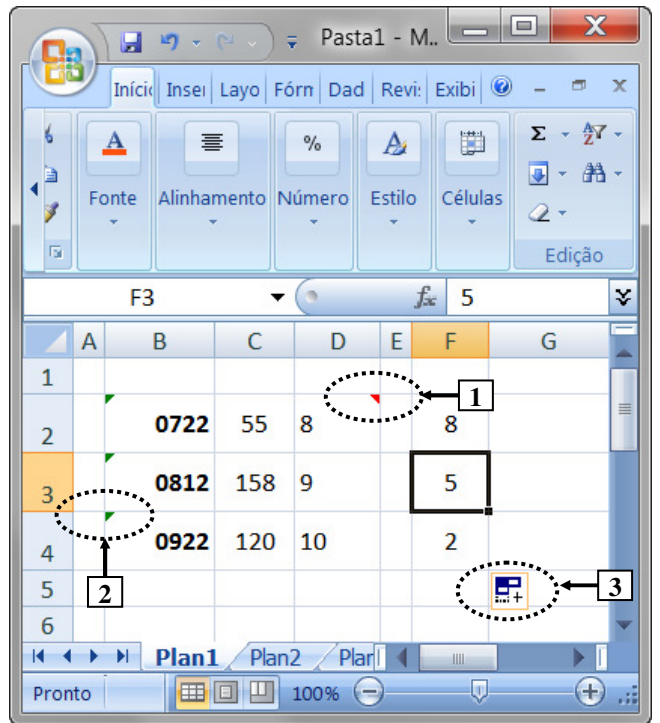 Pasta1 - M..
Iníci Inser Layo Fórn Dad Revi: Exibi
Fonte Alinhamento Número Estilo Células Edição
F3 fx 5
A B C D E F G
1
2 0722 55 8 8
3 0812 158 9 5
4 0922 120 10 2
5
6
1
2
3
Plan1 Plan2 Plan
Pronto 100%